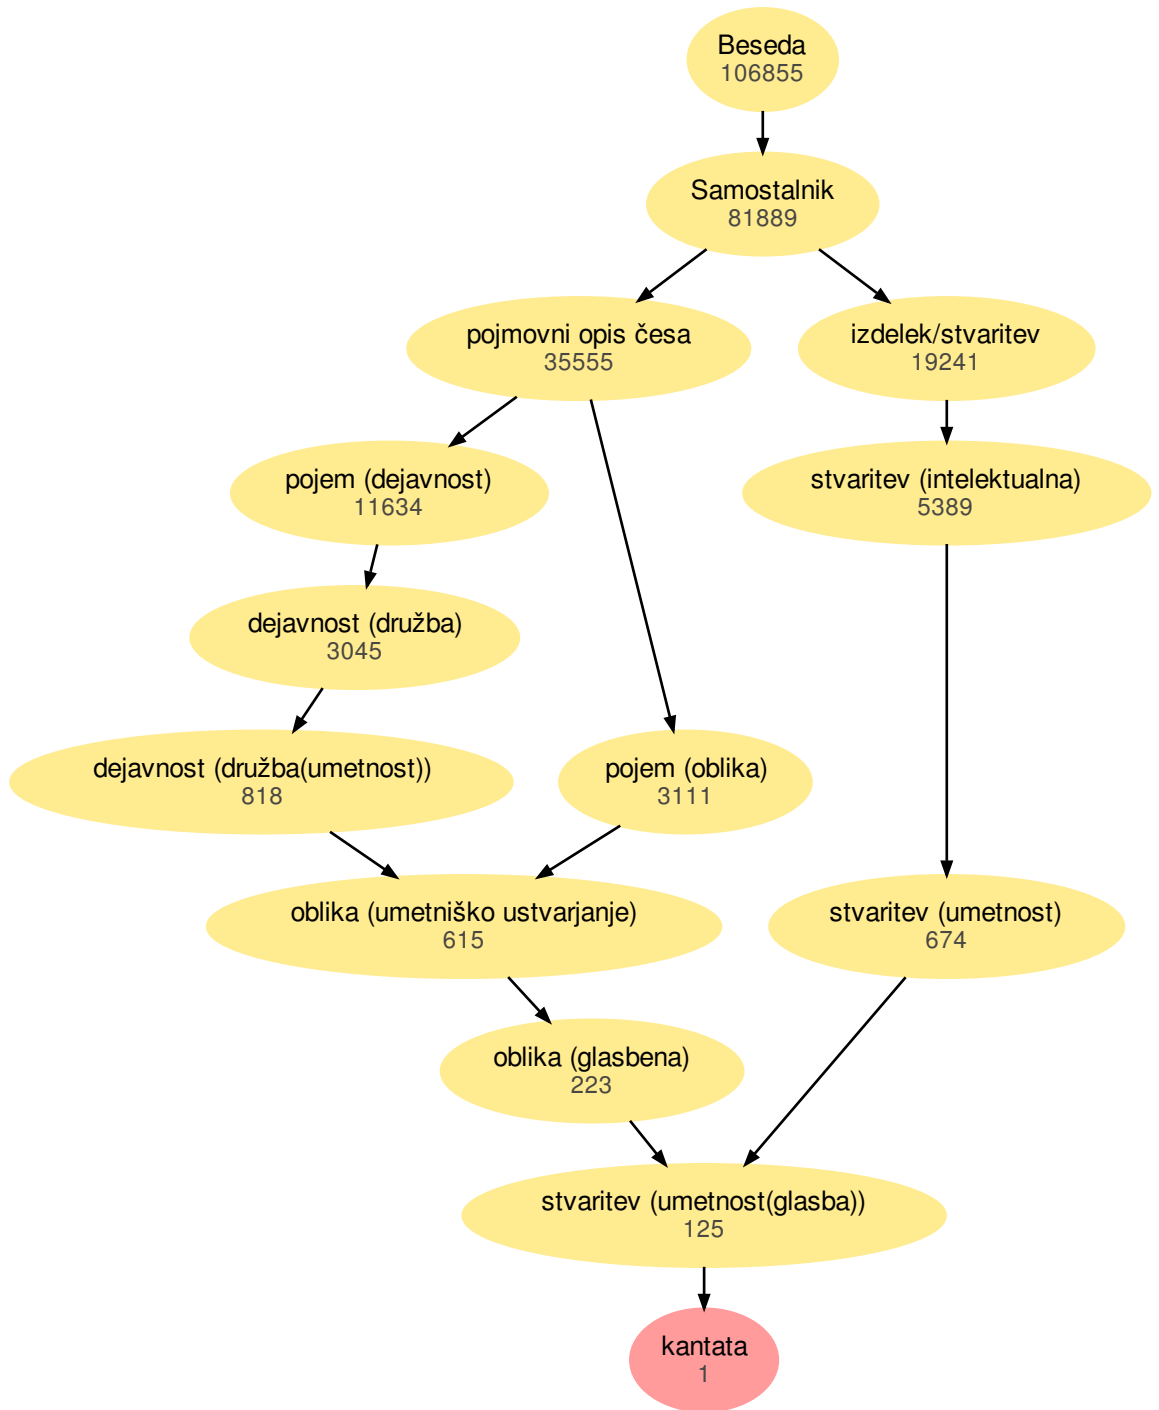 Beseda
106855
Samostalnik
81889
pojmovni opis česa
35555
izdelek/stvaritev
19241
pojem (dejavnost)
11634
stvaritev (intelektualna)
5389
dejavnost (družba)
3045
dejavnost (družba(umetnost))
818
pojem (oblika)
3111
oblika (umetniško ustvarjanje)
615
stvaritev (umetnost)
674
oblika (glasbena)
223
stvaritev (umetnost(glasba))
125
kantata
1